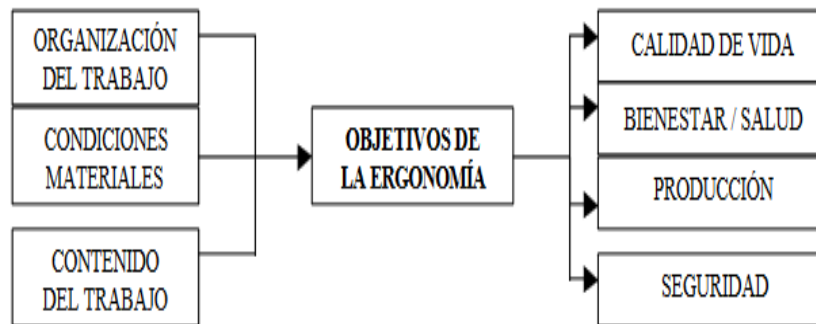 ORGANIZACIÓN
DEL TRABAJO
CONDICIONES
MATERIALES
CONTENIDO
DEL TRABAJO
OBJETIVOS DE
LA ERGONOMÍA
CALIDAD DE VIDA
BIENESTAR / SALUD
PRODUCCIÓN
SEGURIDAD